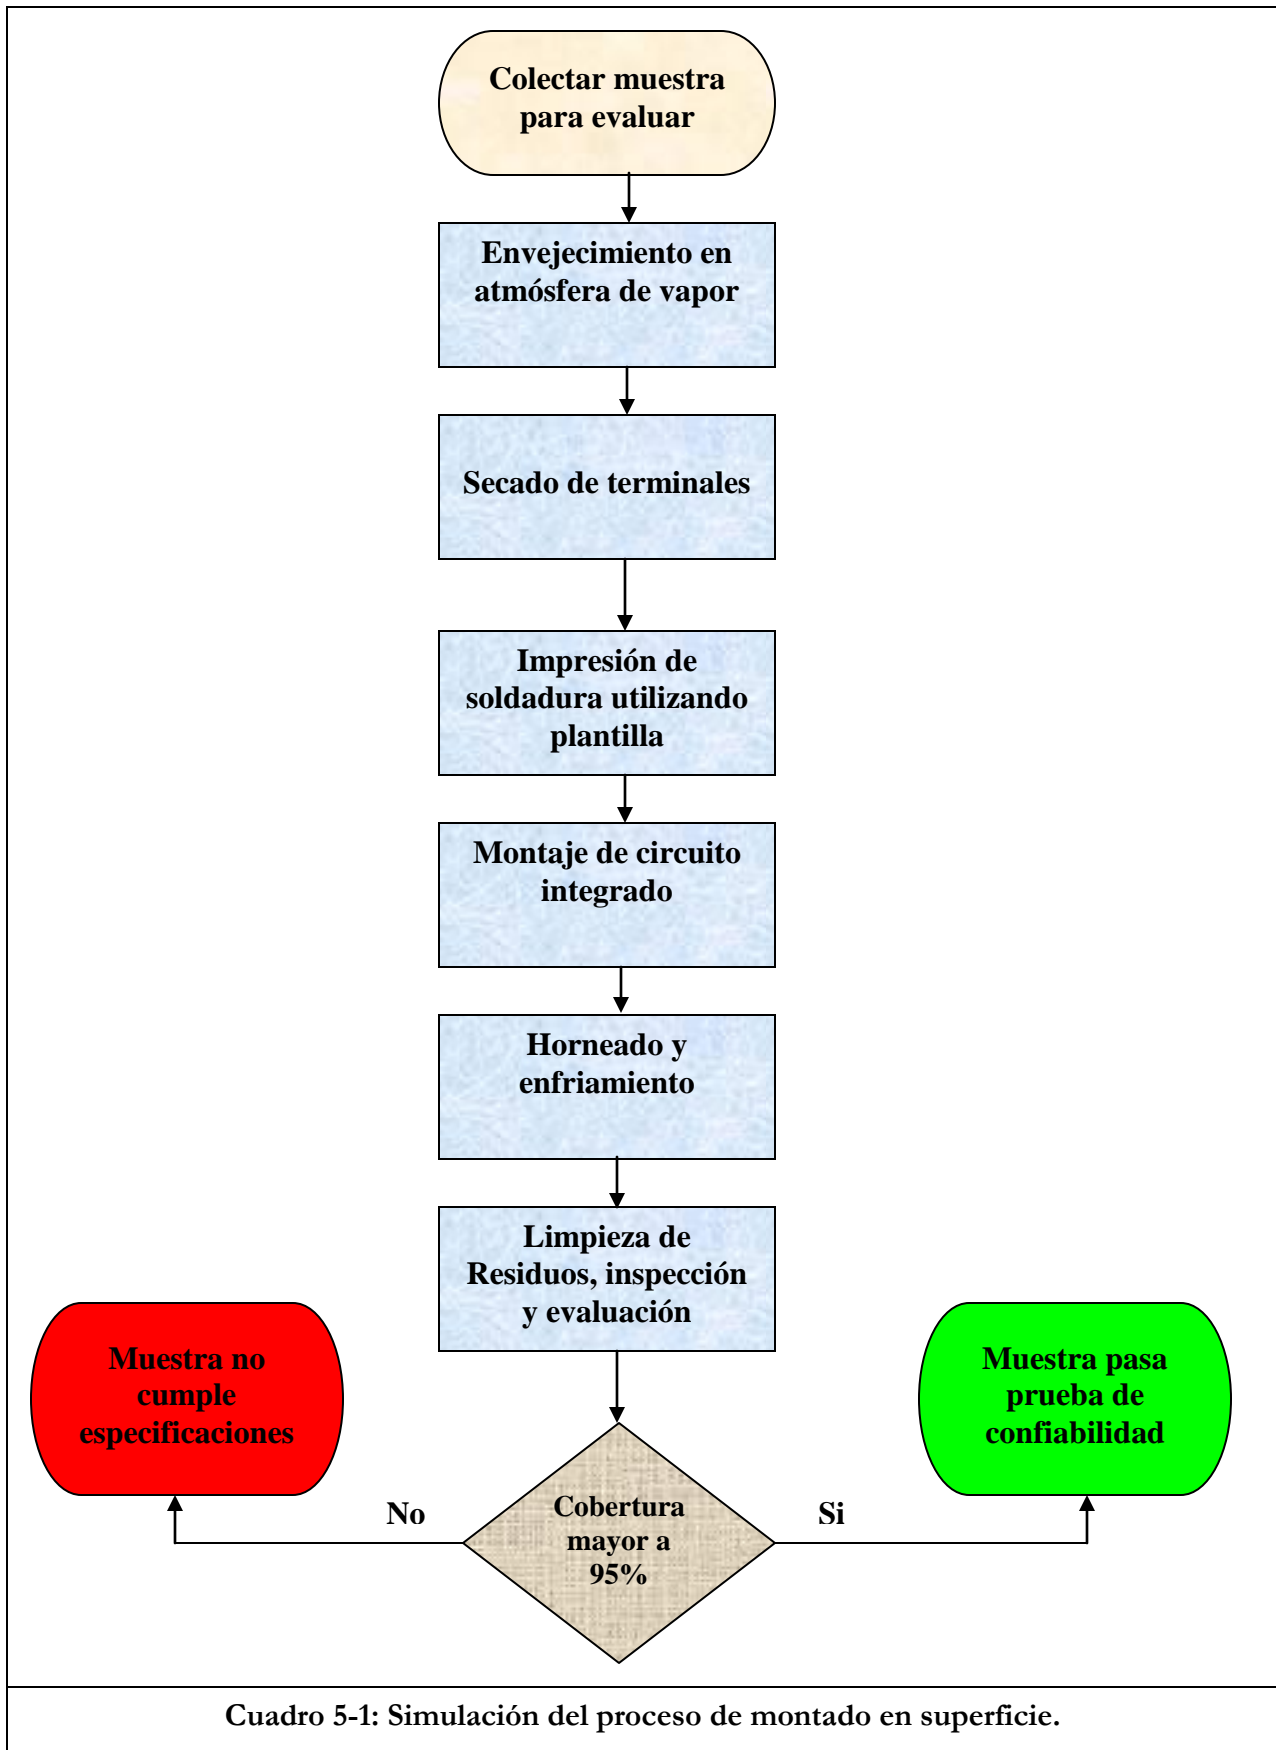 Colectar muestra
para evaluar
Envejecimiento en
atmósfera de vapor
Secado de terminales
Impresión de
soldadura utilizando
plantilla
Montaje de circuito
integrado
Horneado y
enfriamiento
Limpieza de
Residuos, inspección
y evaluación
Muestra no
cumple
especificaciones
Muestra pasa
prueba de
confiabilidad
No
Cobertura
mayor a
95%
Si
Cuadro 5-1: Simulación del proceso de montado en superficie.